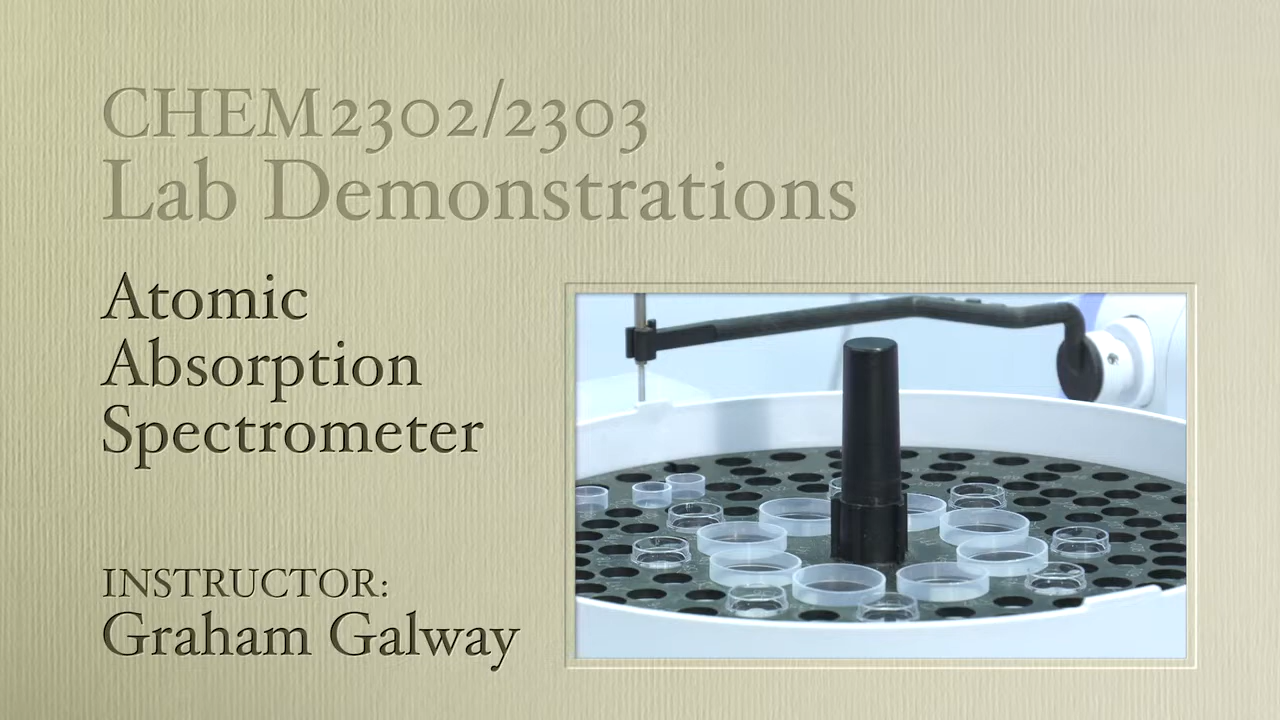 CHEM2302/2303
Lab Demonstrations
Atomic
Absorption
Spectrometer
INSTRUCTOR:
Graham Galway